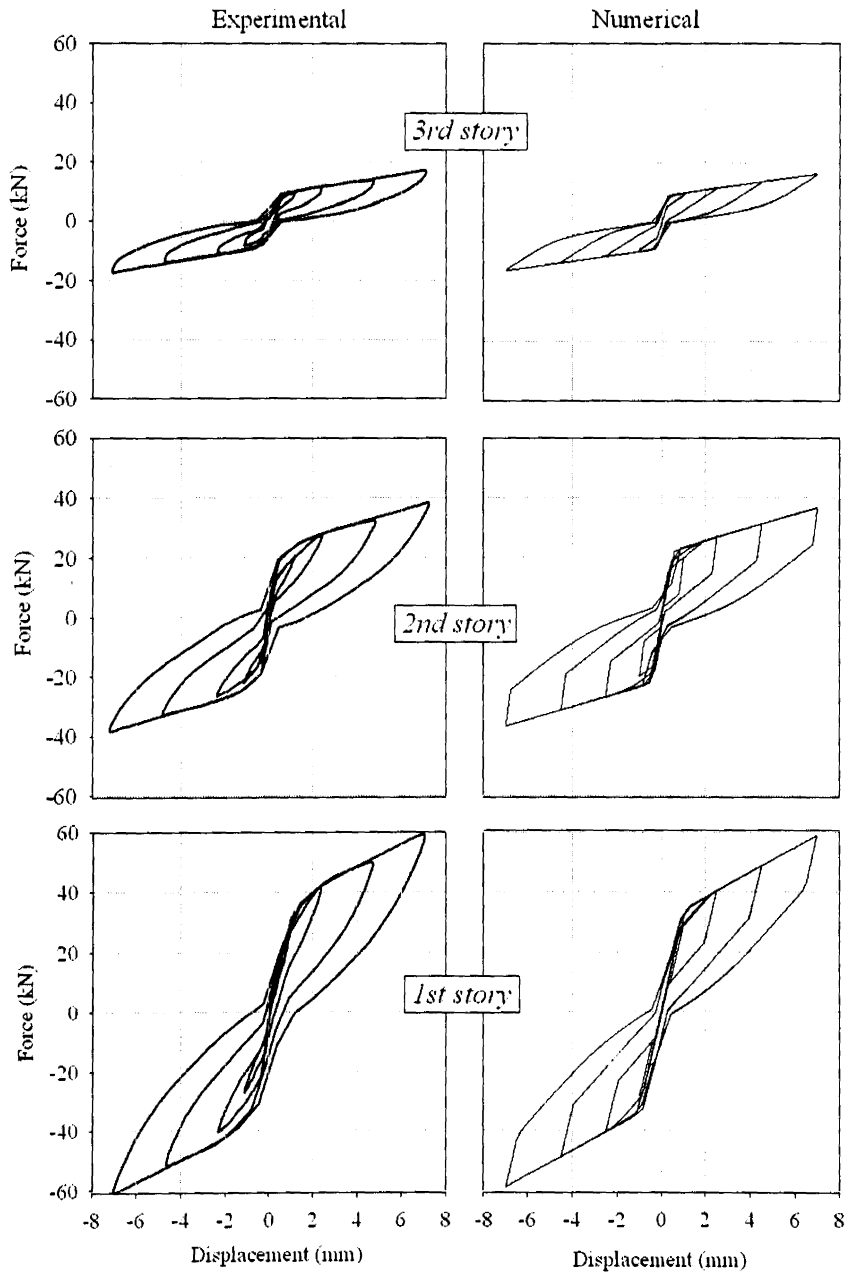 Experimental
Numerical
60
40
20
0
-20
-40
-60
Force (kN)
3rd story
60
40
20
0
-20
-40
-60
Force (kN)
2nd story
60
40
20
0
-20
-40
-60
Force (kN)
1st story
-8 -6 -4 -2 0 2 4 6 8
-8 -6 -4 -2 0 2 4 6 8
Displacement (mm)
Displacement (mm)